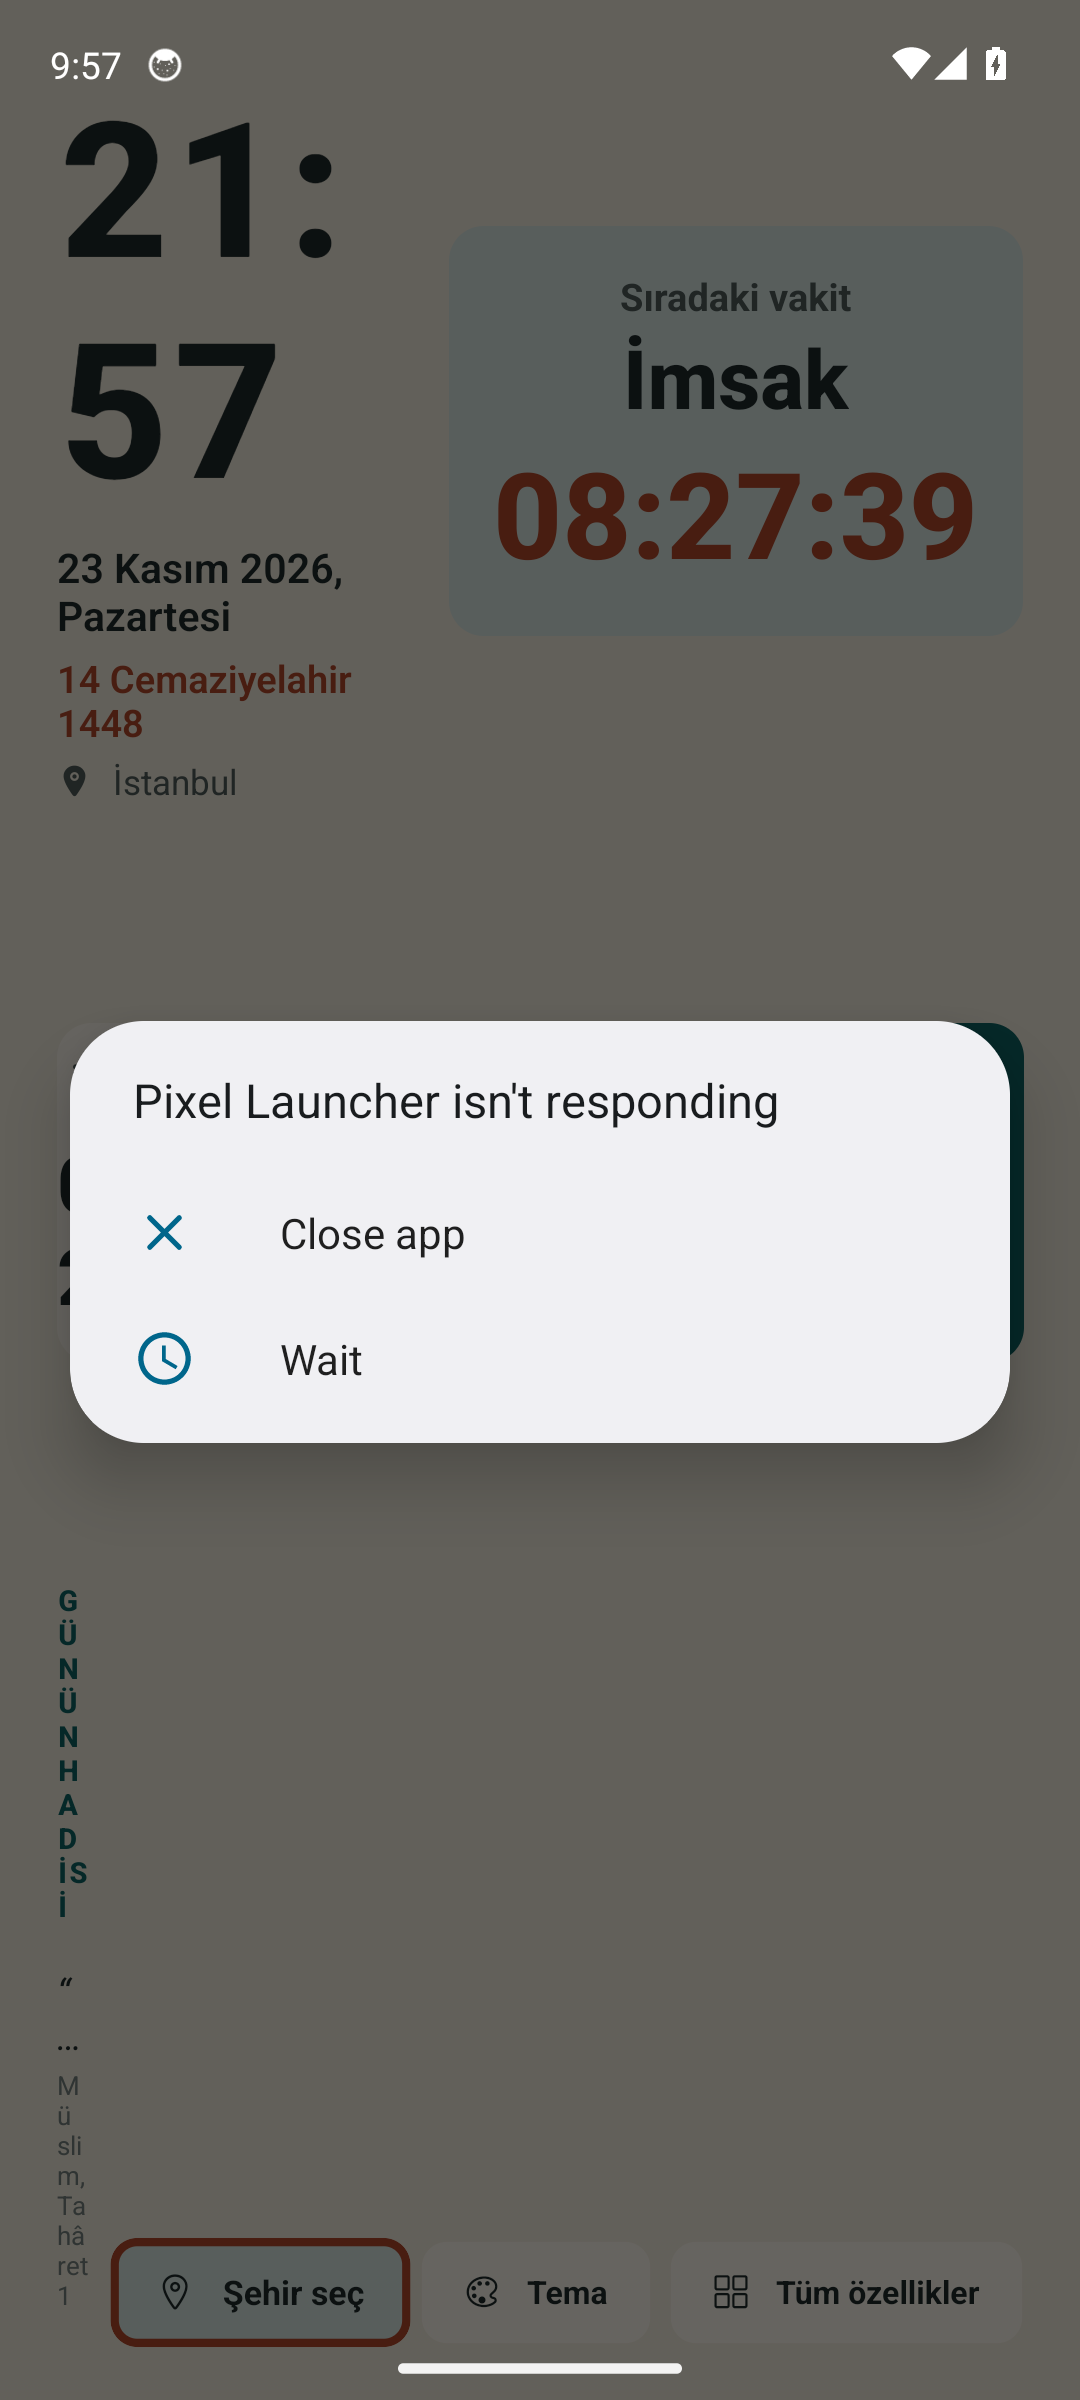 9:57
21:
57
23 Kasım 2026,
Pazartesi
14 Cemaziyelahir
1448
İstanbul
Sıradaki vakit
İmsak
08:27:39
Pixel Launcher isn't responding
Close app
Wait
G
Ü
N
Ü
N
H
A
D
İS
İ
“
...
M
ü
sli
m,
Ta
hâ
ret
1
Şehir seç
Tema
Tüm özellikler